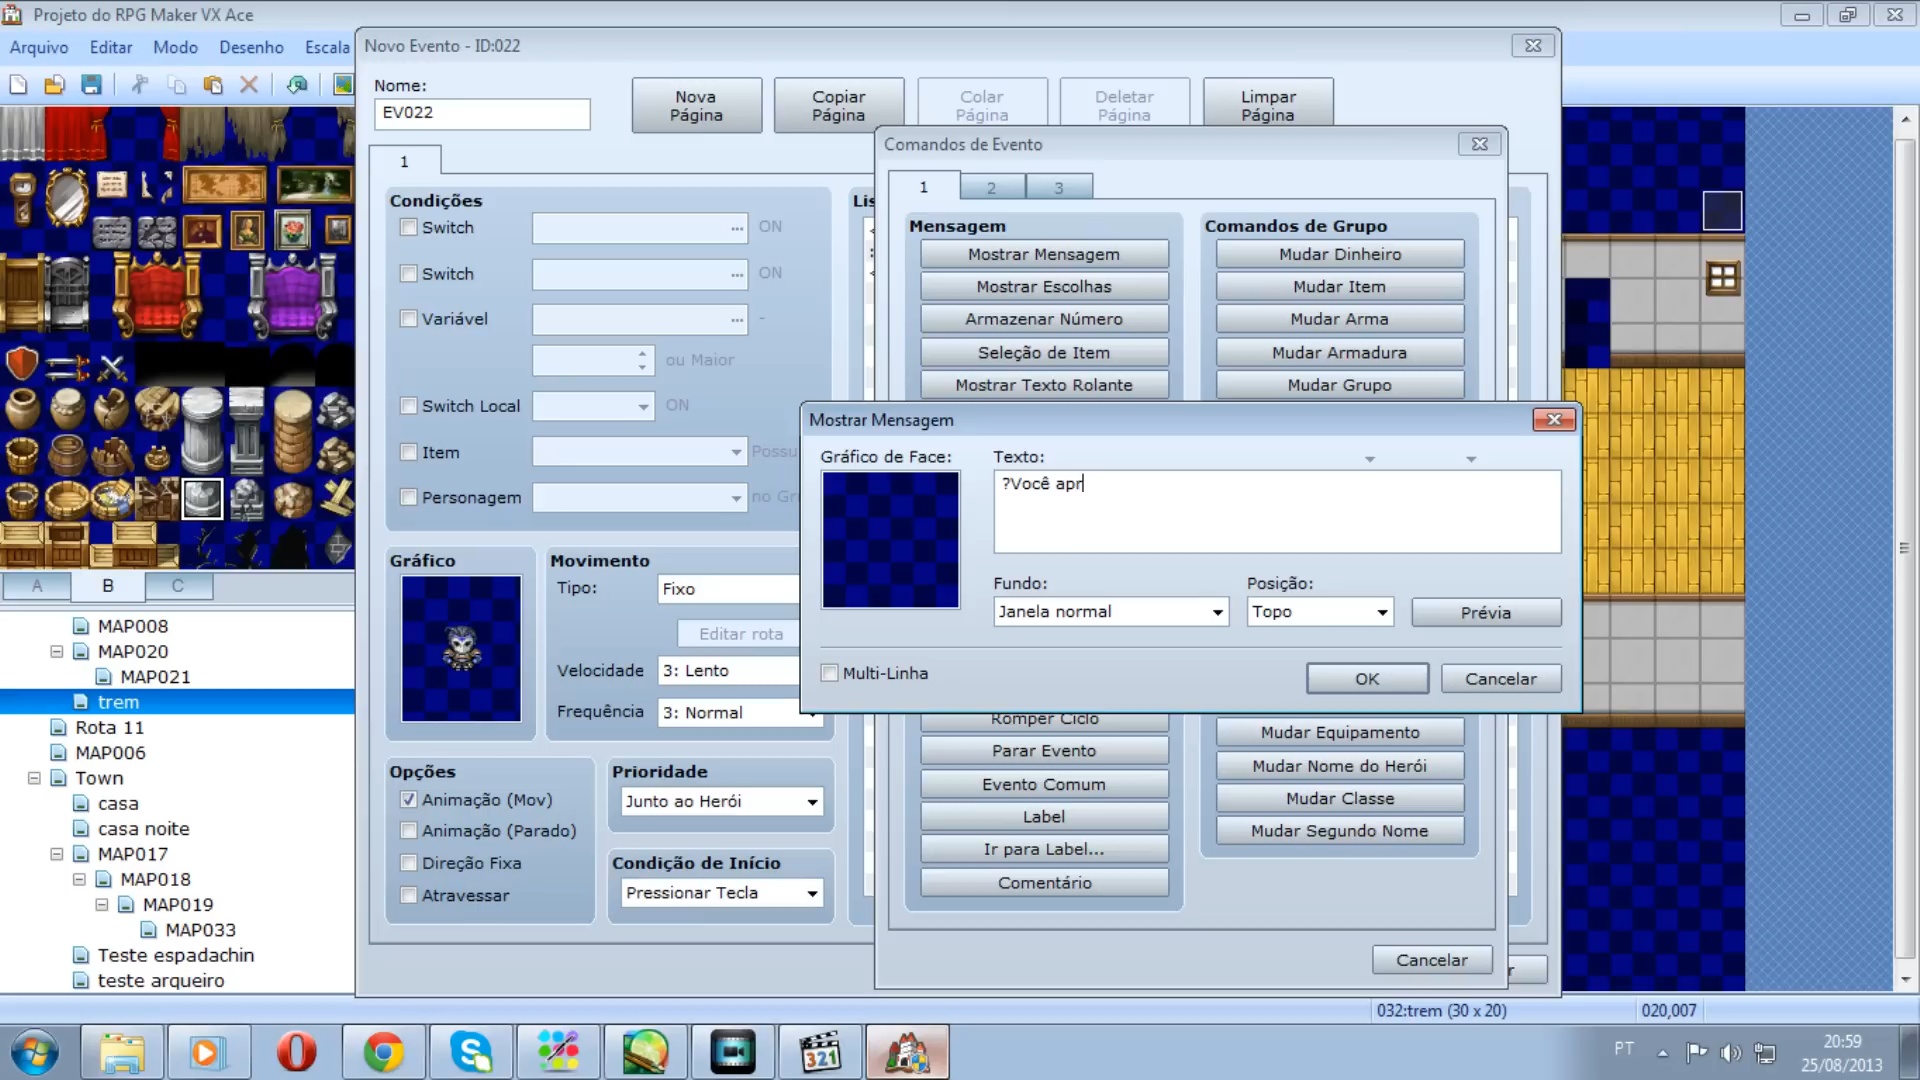 Projeto do RPG Maker VX Ace
Arquivo Editar Modo Desenho Escala
Novo Evento - ID:022
Nome:
EV022
Nova Página
Copiar Página
Colar Página
Deletar Página
Limpar Página
1
Condições
Switch ... ON
Switch ... ON
Variável ... -
ou Maior
Switch Local ON
Item Possu
Personagem no Gr
Gráfico
Movimento
Tipo: Fixo
Editar rota
Velocidade 3: Lento
Frequência 3: Normal
Opções
Animação (Mov)
Animação (Parado)
Direção Fixa
Atravessar
Prioridade
Junto ao Herói
Condição de Início
Pressionar Tecla
Lis
Comandos de Evento
1 2 3
Mensagem
Mostrar Mensagem
Mostrar Escolhas
Armazenar Número
Seleção de Item
Mostrar Texto Rolante
Comandos de Grupo
Mudar Dinheiro
Mudar Item
Mudar Arma
Mudar Armadura
Mudar Grupo
Mostrar Mensagem
Gráfico de Face:
Texto:
?Você apr
Fundo:
Janela normal
Posição:
Topo
Prévia
Multi-Linha
OK
Cancelar
Romper Ciclo
Parar Evento
Evento Comum
Label
Ir para Label...
Comentário
Mudar Equipamento
Mudar Nome do Herói
Mudar Classe
Mudar Segundo Nome
Cancelar
r
A B C
MAP008
MAP020
MAP021
trem
Rota 11
MAP006
Town
casa
casa noite
MAP017
MAP018
MAP019
MAP033
Teste espadachin
teste arqueiro
032:trem (30 x 20)
020,007
321
PT
20:59
25/08/2013